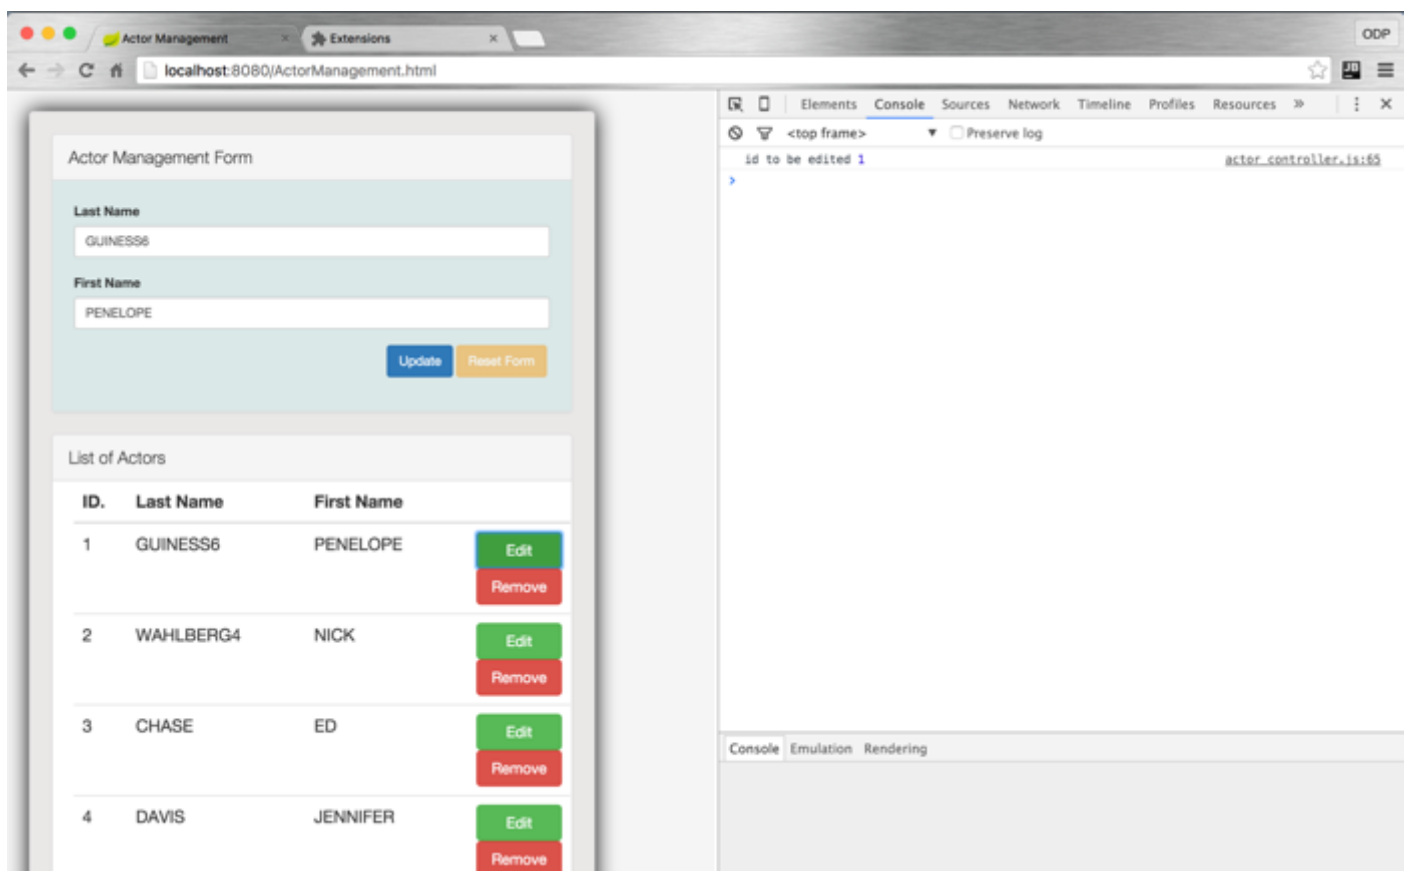 Actor Management
Extensions
ODP
localhost:8080/ActorManagement.html
Elements Console Sources Network Timeline Profiles Resources »
<top frame> ▼ Preserve log
id to be edited 1 actor_controller.js:65
>
Actor Management Form
Last Name
GUINESS6
First Name
PENELOPE
Update Reset Form
List of Actors
ID. Last Name First Name
1 GUINESS6 PENELOPE Edit
Remove
2 WAHLBERG4 NICK Edit
Remove
3 CHASE ED Edit
Remove
4 DAVIS JENNIFER Edit
Remove
Console Emulation Rendering